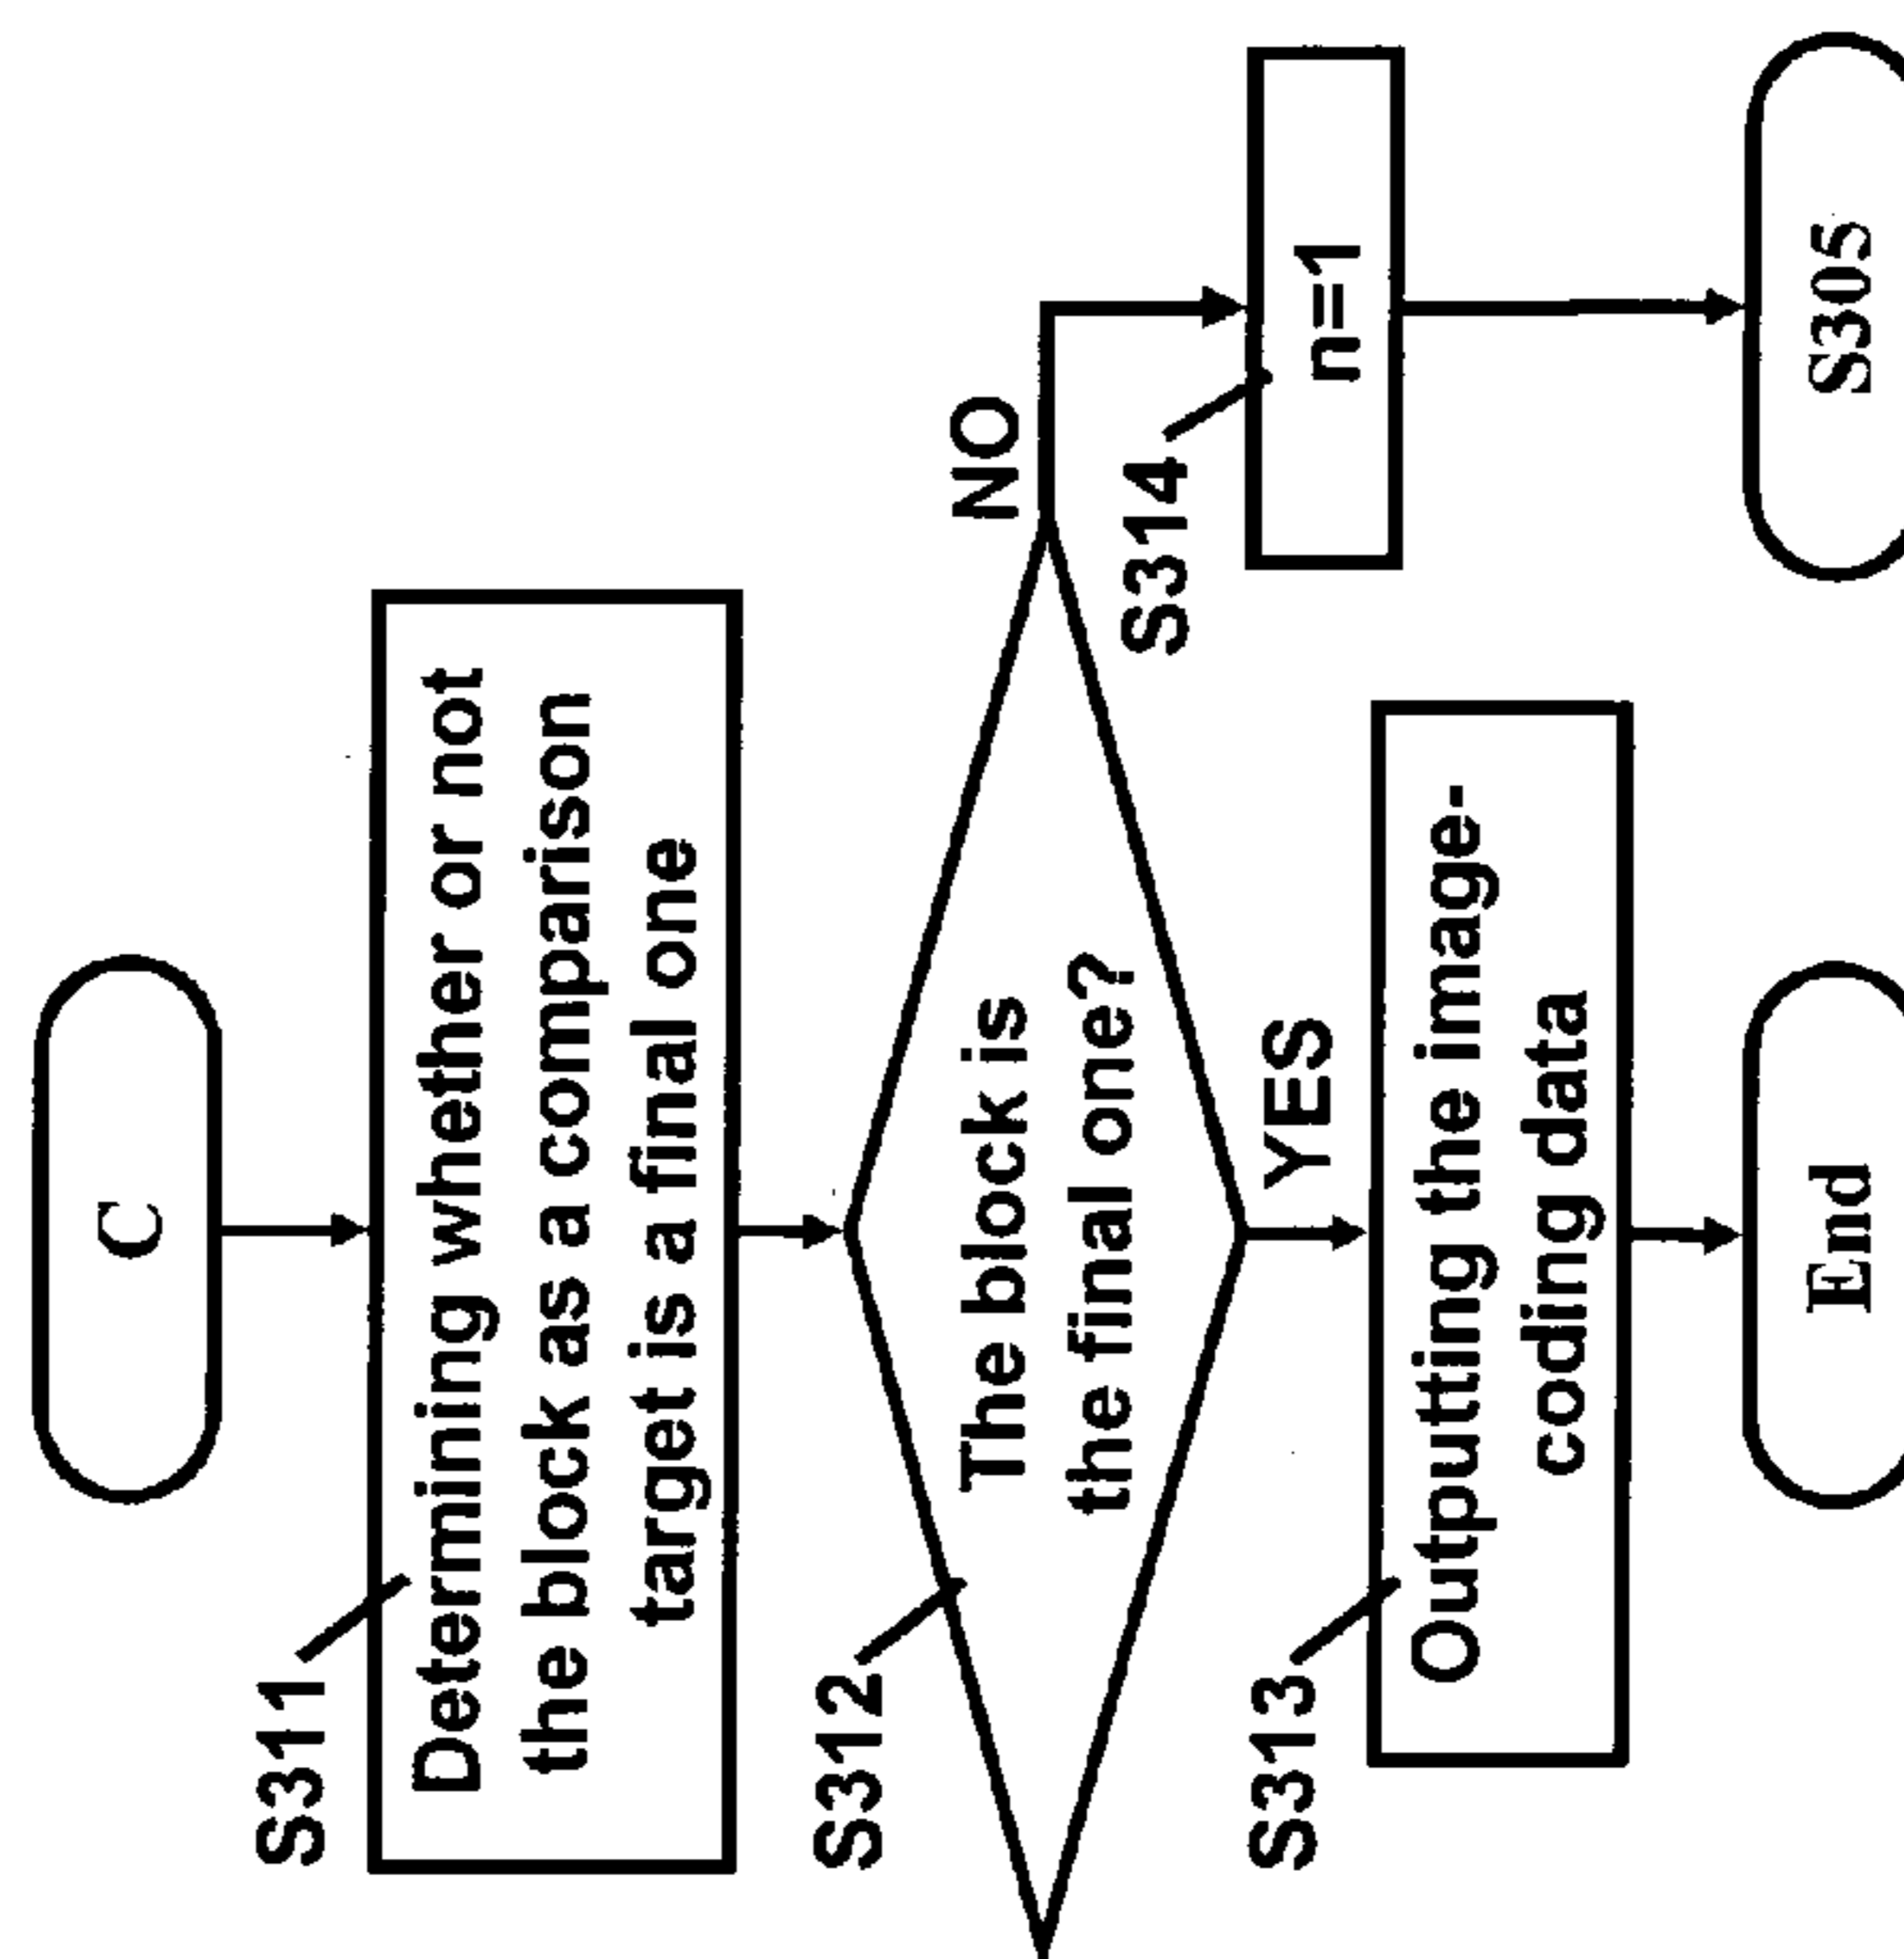 C
S311
Determining whether or not
the block as a comparison
target is a final one
S312
The block is
the final one?
NO
YES
S313
Outputting the image-
coding data
S314
n=1
End
S305